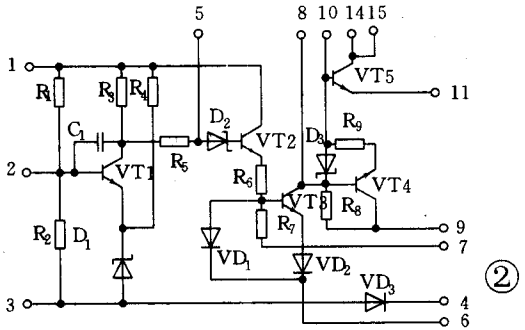 5
8
10
14
15
1
R₁
R₃
R₄
VT5
11
C₁
D₂
VT2
D₃
R₉
2
VT1
R₅
R₆
VT4
R₂
D₁
VT3
R₈
R₇
9
7
VD₁
VD₂
②
VD₃
3
4
6